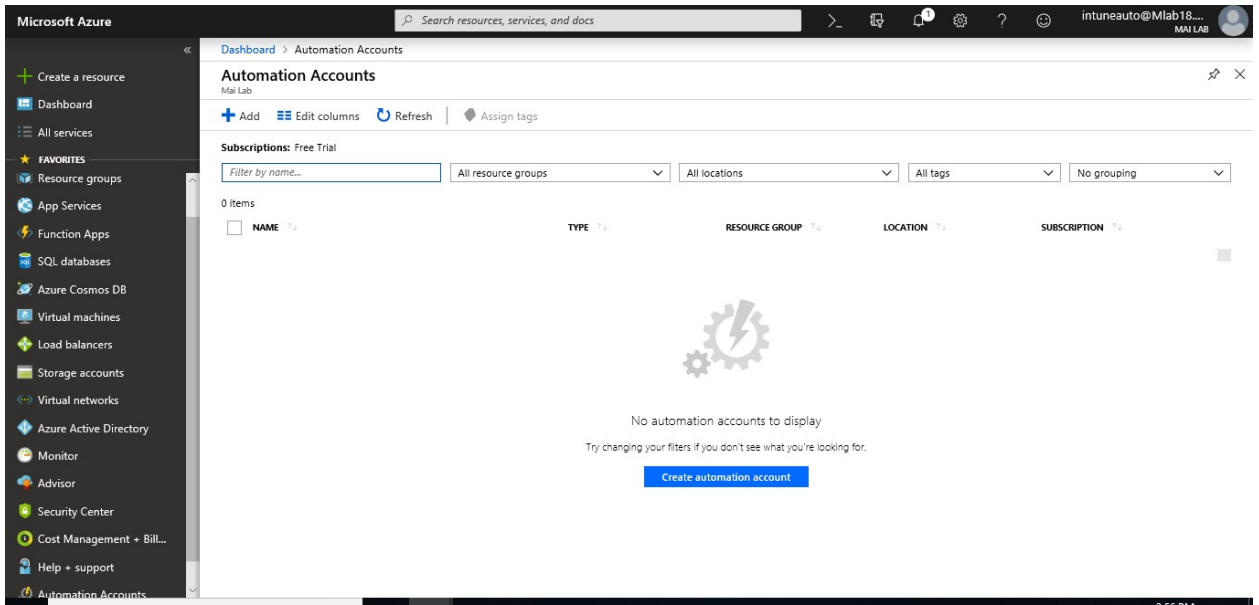 Microsoft Azure
Search resources, services, and docs
1
intuneauto@Mlab18....
MAI LAB
Dashboard > Automation Accounts
Create a resource
Dashboard
All services
FAVORITES
Resource groups
App Services
Function Apps
SQL databases
Azure Cosmos DB
Virtual machines
Load balancers
Storage accounts
Virtual networks
Azure Active Directory
Monitor
Advisor
Security Center
Cost Management + Bill...
Help + support
Automation Accounts
Automation Accounts
Mai Lab
Add Edit columns Refresh Assign tags
Subscriptions: Free Trial
Filter by name... All resource groups All locations All tags No grouping
0 items
NAME TYPE RESOURCE GROUP LOCATION SUBSCRIPTION
No automation accounts to display
Try changing your filters if you don't see what you're looking for.
Create automation account